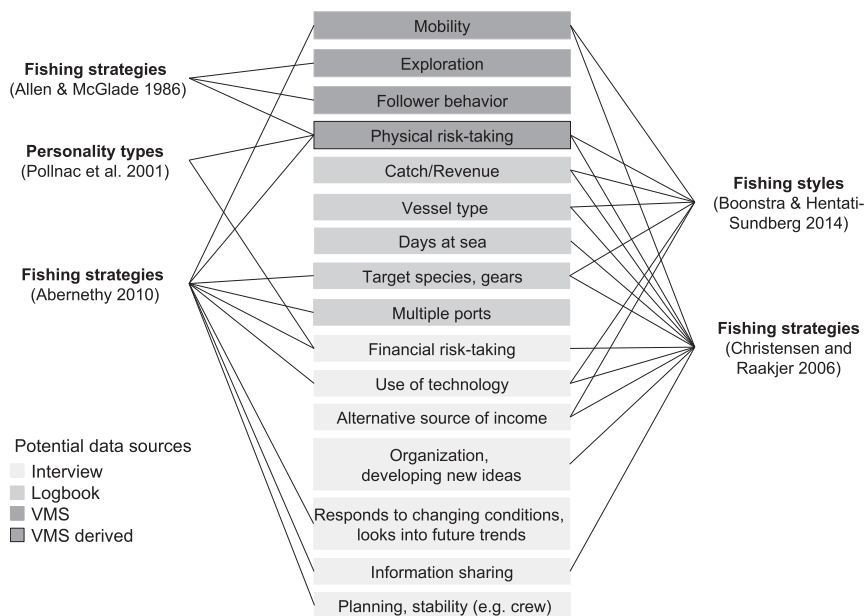 Fishing strategies
(Allen & McGlade 1986)
Personality types
(Pollnac et al. 2001)
Fishing strategies
(Abernethy 2010)
Potential data sources
Interview
Logbook
VMS
VMS derived
Mobility
Exploration
Follower behavior
Physical risk-taking
Catch/Revenue
Vessel type
Days at sea
Target species, gears
Multiple ports
Financial risk-taking
Use of technology
Alternative source of income
Organization,
developing new ideas
Responds to changing conditions,
looks into future trends
Information sharing
Planning, stability (e.g. crew)
Fishing styles
(Boonstra & Hentati-
Sundberg 2014)
Fishing strategies
(Christensen and
Raakjer 2006)